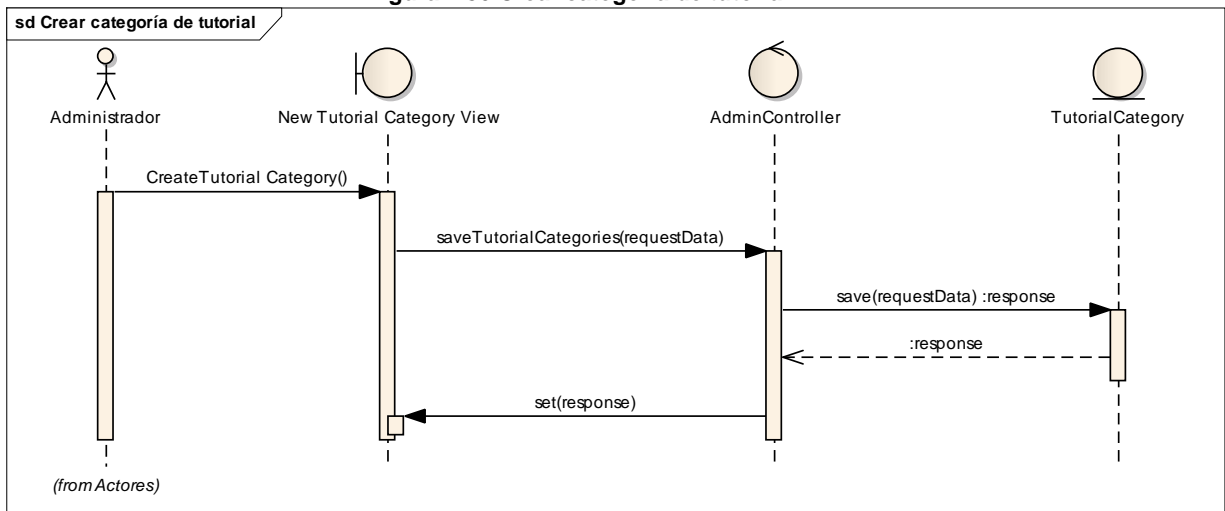 sd Crear categoría de tutorial
Administrador
New Tutorial Category View
AdminController
TutorialCategory
CreateTutorial Category()
saveTutorialCategories(requestData)
save(requestData) :response
:response
set(response)
(from Actores)